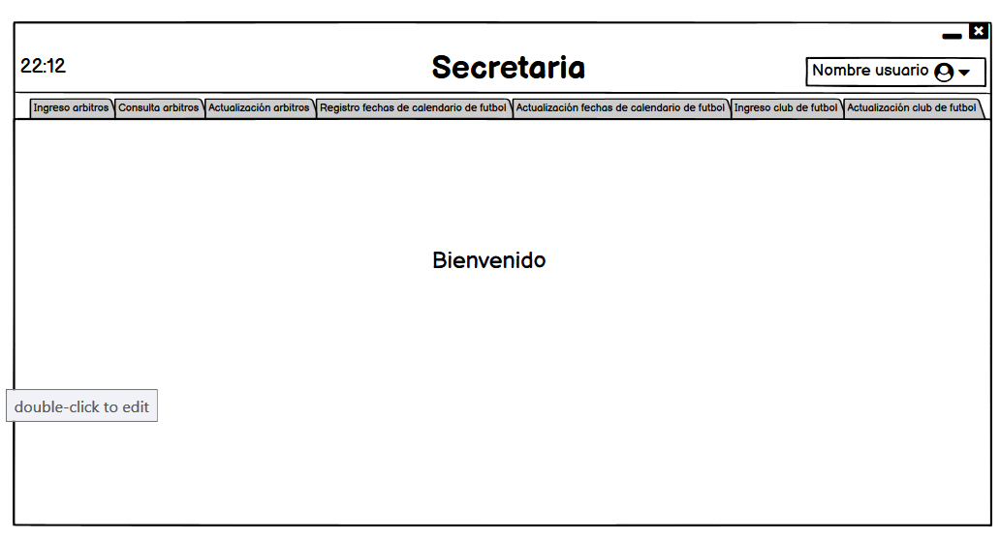 22:12
Secretaria
Nombre usuario
Ingreso arbitros
Consulta arbitros
Actualización arbitros
Registro fechas de calendario de futbol
Actualización fechas de calendario de futbol
Ingreso club de futbol
Actualización club de futbol
Bienvenido
double-click to edit